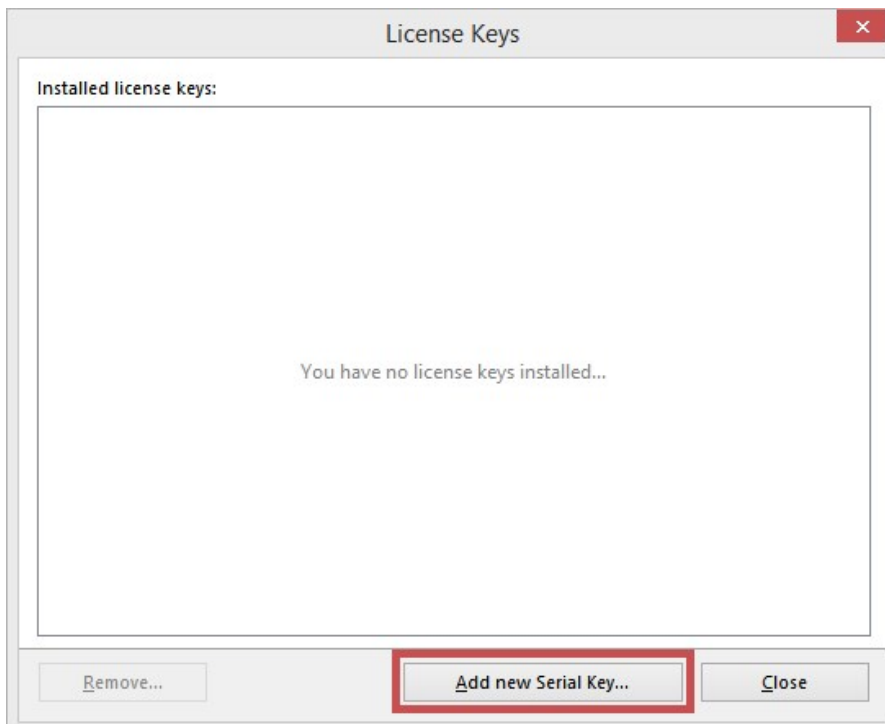 License Keys
Installed license keys:
You have no license keys installed...
Remove... Add new Serial Key... Close